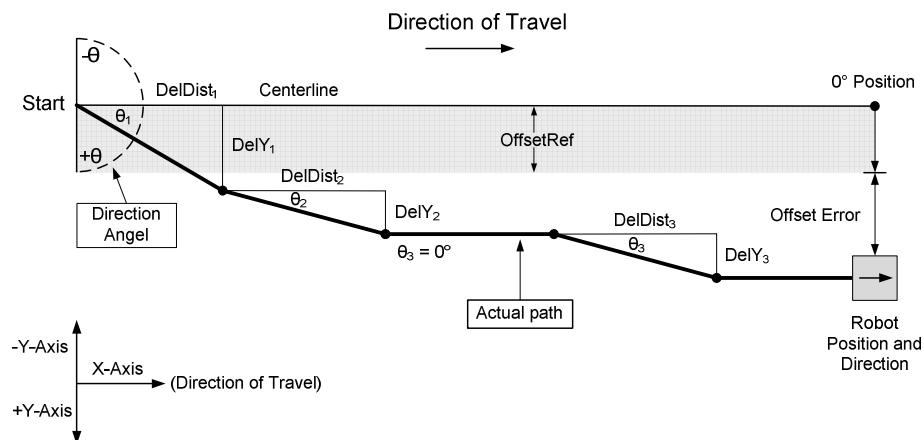 Direction of Travel
-θ
DelDist₁
Centerline
0° Position
Start
θ₁
OffsetRef
+θ
DelY₁
DelDist₂
Direction
Angel
θ₂
DelY₂
DelDist₃
Offset Error
θ₃ = 0°
θ₃
DelY₃
Actual path
Robot
Position and
Direction
-Y-Axis
X-Axis
(Direction of Travel)
+Y-Axis